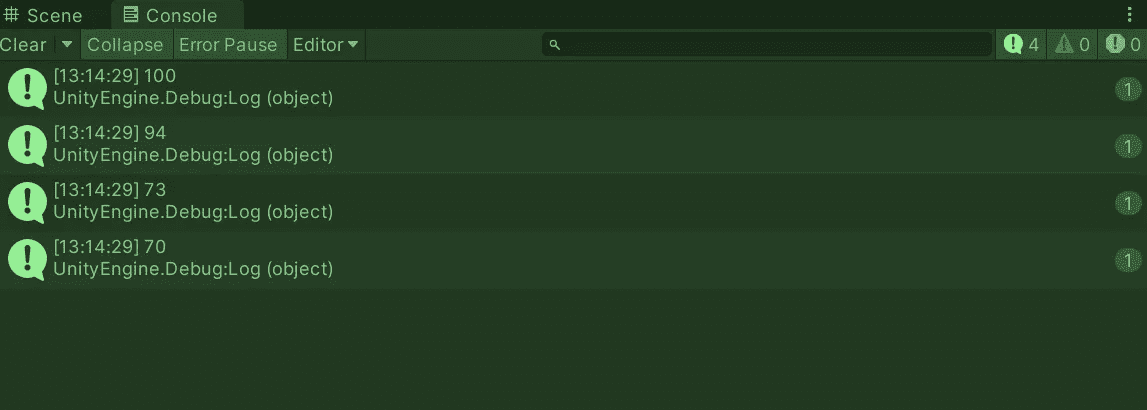 Scene Console
Clear Collapse Error Pause Editor 4 0 0
[13:14:29] 100
UnityEngine.Debug:Log (object)
1
[13:14:29] 94
UnityEngine.Debug:Log (object)
1
[13:14:29] 73
UnityEngine.Debug:Log (object)
1
[13:14:29] 70
UnityEngine.Debug:Log (object)
1